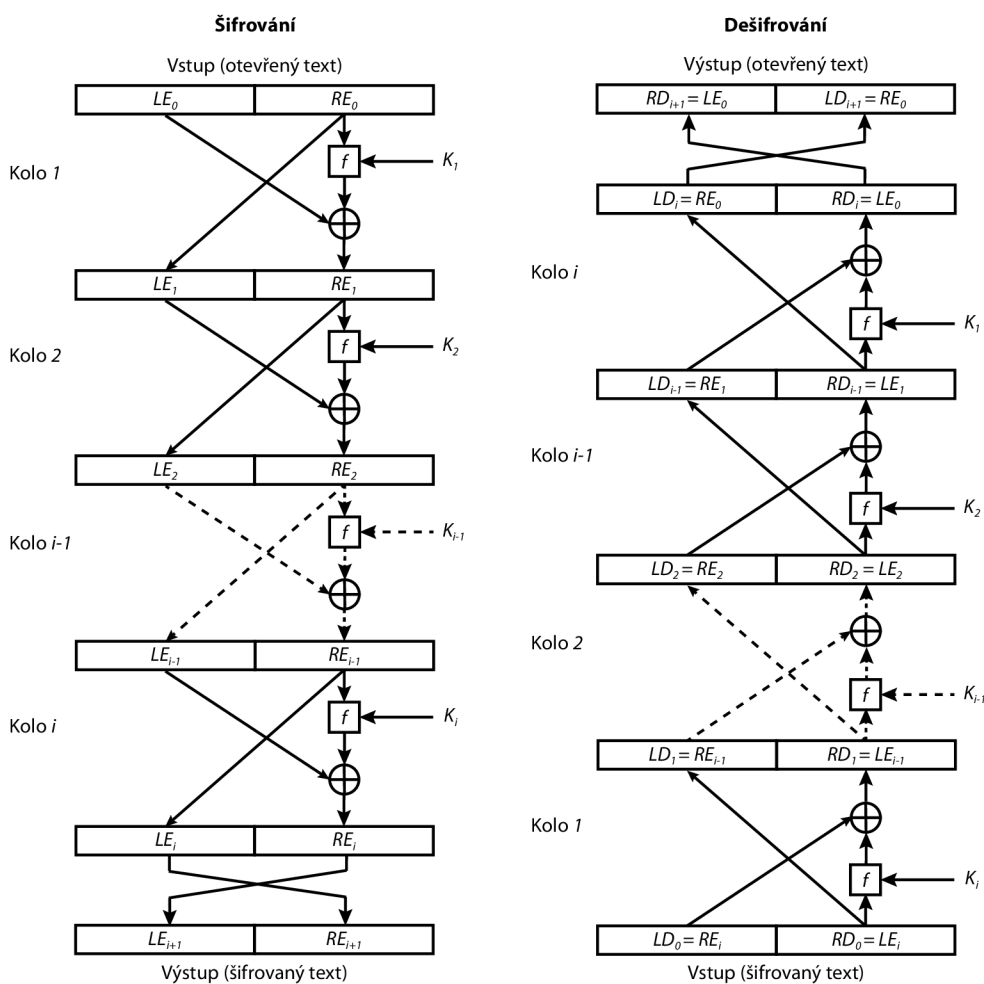 Šifrování
Vstup (otevřený text)
LE0 RE0
Kolo 1
f
K1
LE1 RE1
Kolo 2
f
K2
LE2 RE2
Kolo i-1
f
Ki-1
LEi-1 REi-1
Kolo i
f
Ki
LEi REi
LEi+1 REi+1
Výstup (šifrovaný text)
Dešifrování
Výstup (otevřený text)
RDi+1 = LE0 LDi+1 = RE0
LDi = RE0 RDi = LE0
Kolo i
f
K1
LDi-1 = RE1 RDi-1 = LE1
Kolo i-1
f
K2
LD2 = RE2 RD2 = LE2
Kolo 2
f
Ki-1
LD1 = REi-1 RD1 = LEi-1
Kolo 1
f
Ki
LD0 = REi RD0 = LEi
Vstup (šifrovaný text)